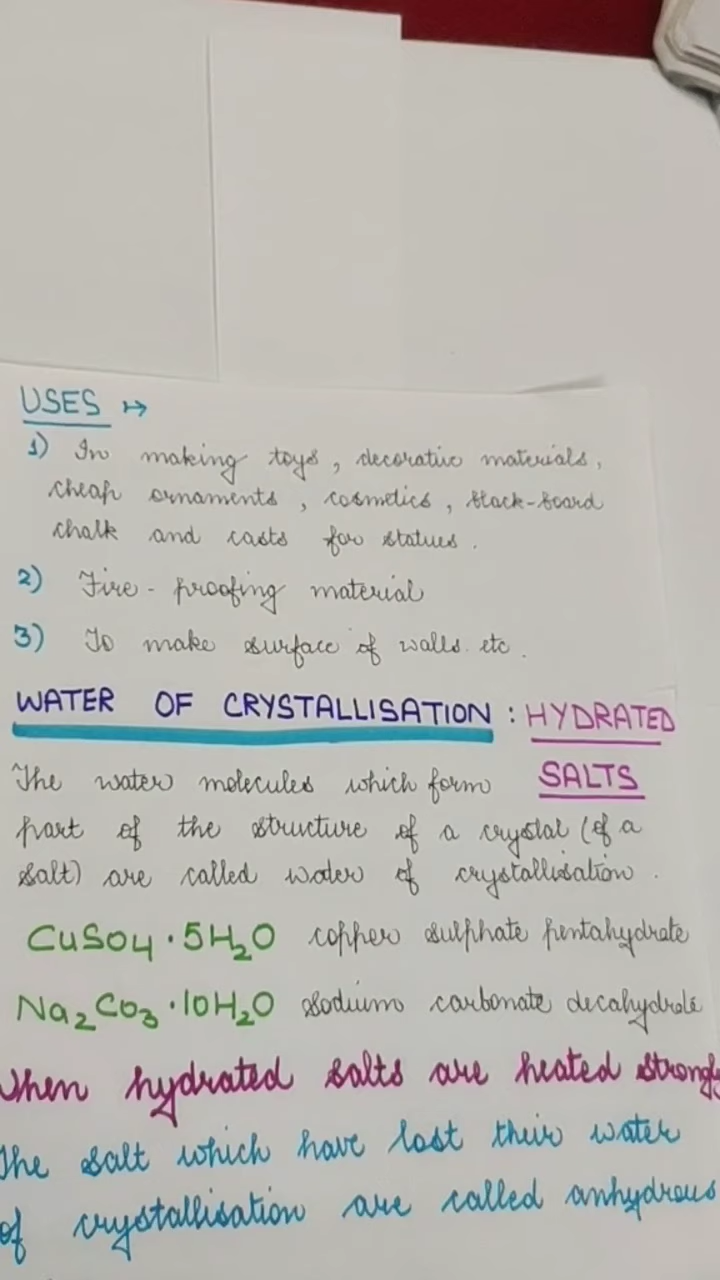 USES ↦
1) In making toys, decorative materials,
cheap ornaments, cosmetics, black-board
chalk and casts for statues.
2) Fire-proofing material
3) To make surface of walls etc.
WATER OF CRYSTALLISATION : HYDRATED
SALTS
The water molecules which form
part of the structure of a crystal (of a
salt) are called water of crystallisation.
CuSO4·5H2O copper sulphate pentahydrate
Na2CO3·10H2O sodium carbonate decahydrate
When hydrated salts are heated strongly
The salt which have lost their water
of crystallisation are called anhydrous